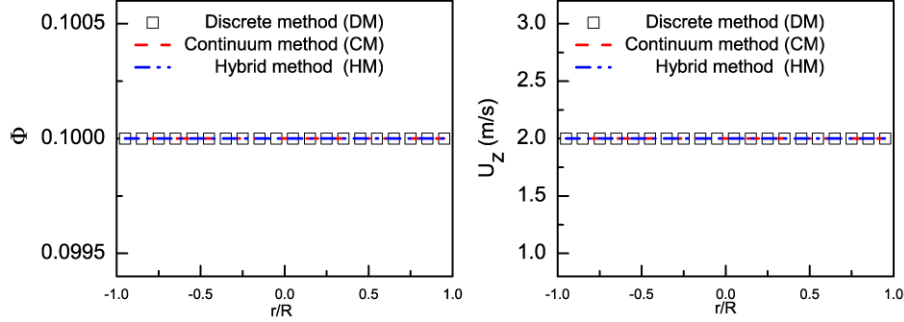 Discrete method (DM)
Continuum method (CM)
Hybrid method (HM)
0.1005
0.1000
0.0995
Φ
-1.0 -0.5 0.0 0.5 1.0
r/R
Discrete method (DM)
Continuum method (CM)
Hybrid method (HM)
3.0
2.5
2.0
1.5
1.0
U_Z (m/s)
-1.0 -0.5 0.0 0.5 1.0
r/R